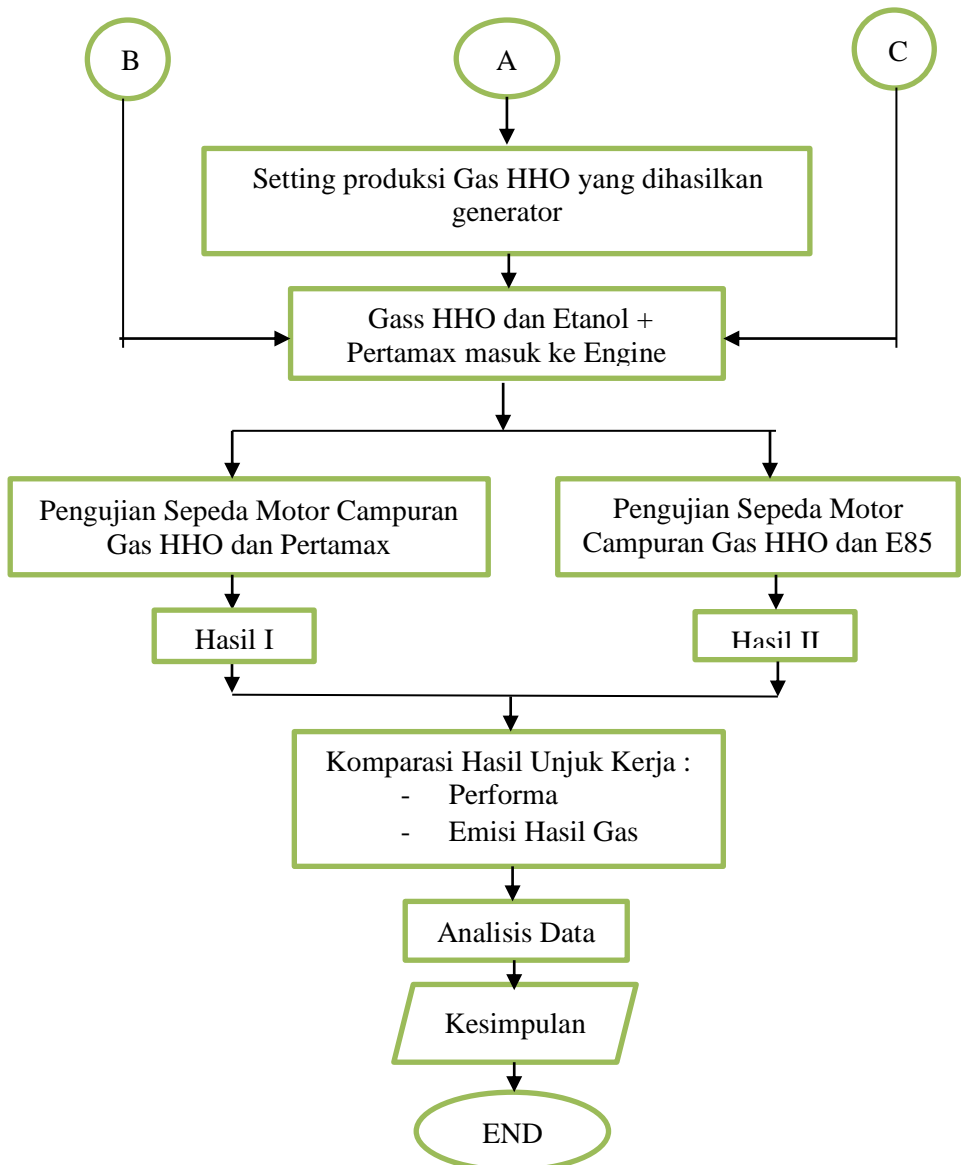 B
A
C
Setting produksi Gas HHO yang dihasilkan
generator
Gass HHO dan Etanol +
Pertamax masuk ke Engine
Pengujian Sepeda Motor Campuran
Gas HHO dan Pertamax
Pengujian Sepeda Motor
Campuran Gas HHO dan E85
Hasil I
Hasil II
Komparasi Hasil Unjuk Kerja :
- Performa
- Emisi Hasil Gas
Analisis Data
Kesimpulan
END